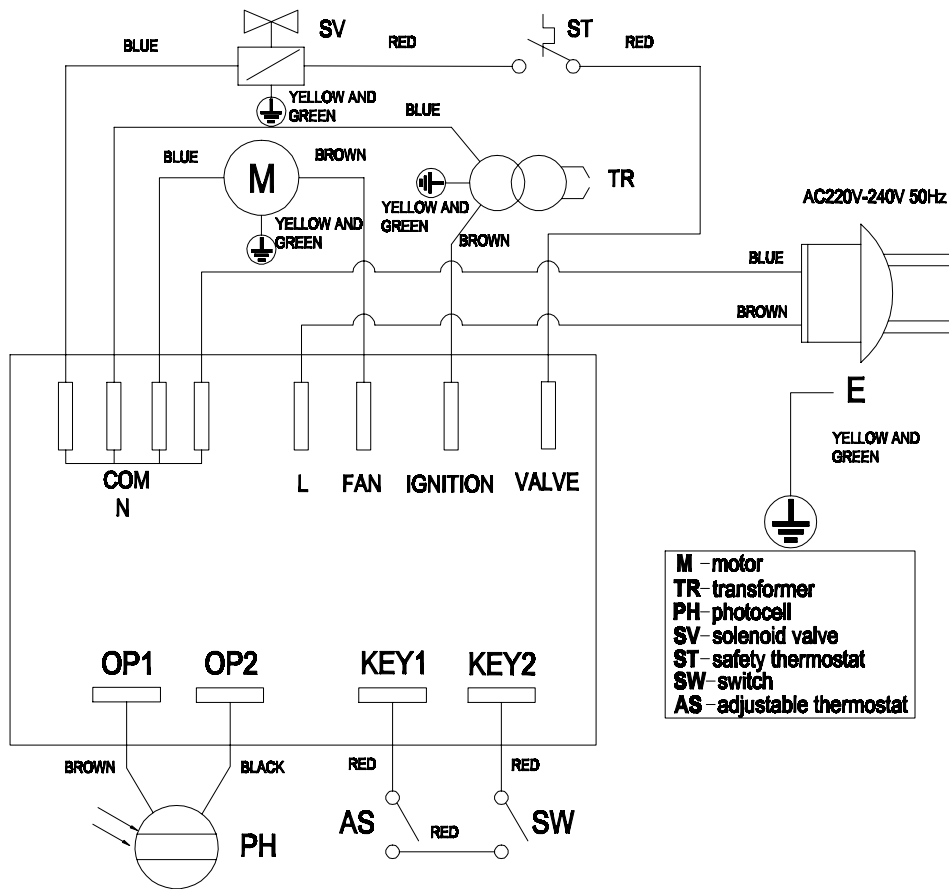 SV
ST
BLUE
RED
RED
YELLOW AND
GREEN
BLUE
BLUE
BROWN
M
TR
YELLOW AND
GREEN
AC220V-240V 50Hz
YELLOW AND
GREEN
BROWN
BLUE
BROWN
E
YELLOW AND
GREEN
COM
N
L
FAN
IGNITION
VALVE
M-motor
TR-transformer
PH-photocell
SV-solenoid valve
ST-safety thermostat
SW-switch
AS-adjustable thermostat
OP1
OP2
KEY1
KEY2
BROWN
BLACK
RED
RED
PH
AS
RED
SW